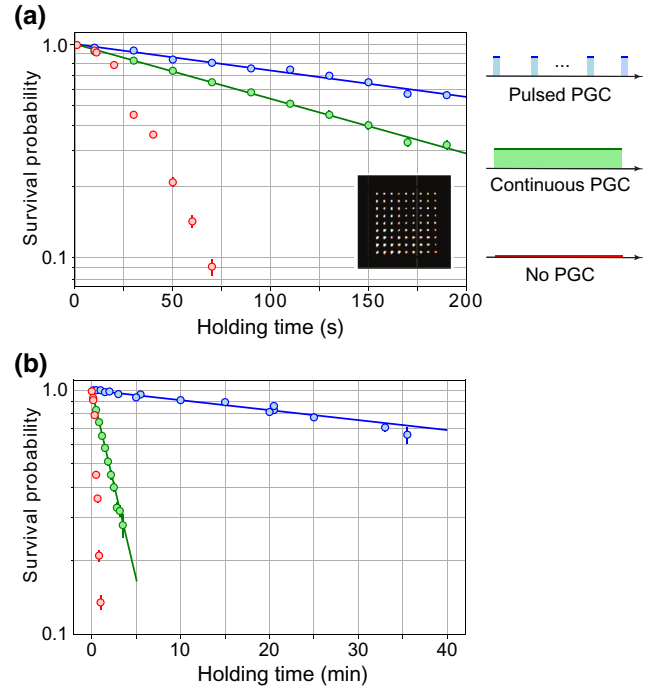 (a)
1.0
0.1
Survival probability
0
50
100
150
200
Holding time (s)
...
Pulsed PGC
Continuous PGC
No PGC
(b)
1.0
0.1
Survival probability
0
10
20
30
40
Holding time (min)